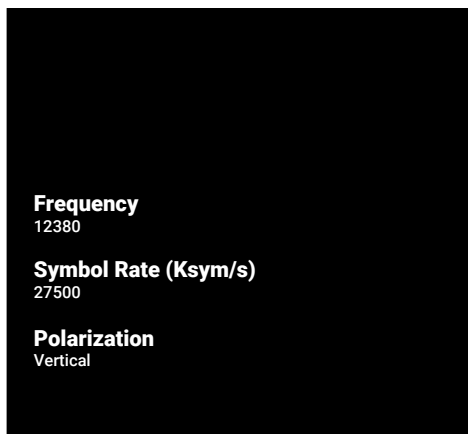 Frequency
12380
Symbol Rate (Ksym/s)
27500
Polarization
Vertical